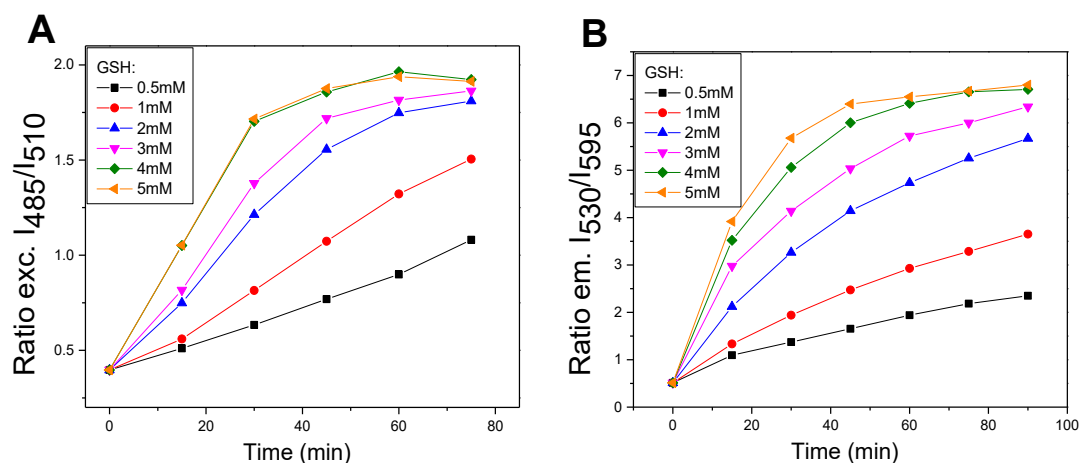 A
GSH:
0.5mM
1mM
2mM
3mM
4mM
5mM
Ratio exc. I485/I510
2.0
1.5
1.0
0.5
0 20 40 60 80
Time (min)
B
GSH:
0.5mM
1mM
2mM
3mM
4mM
5mM
Ratio em. I530/I595
7
6
5
4
3
2
1
0
0 20 40 60 80 100
Time (min)